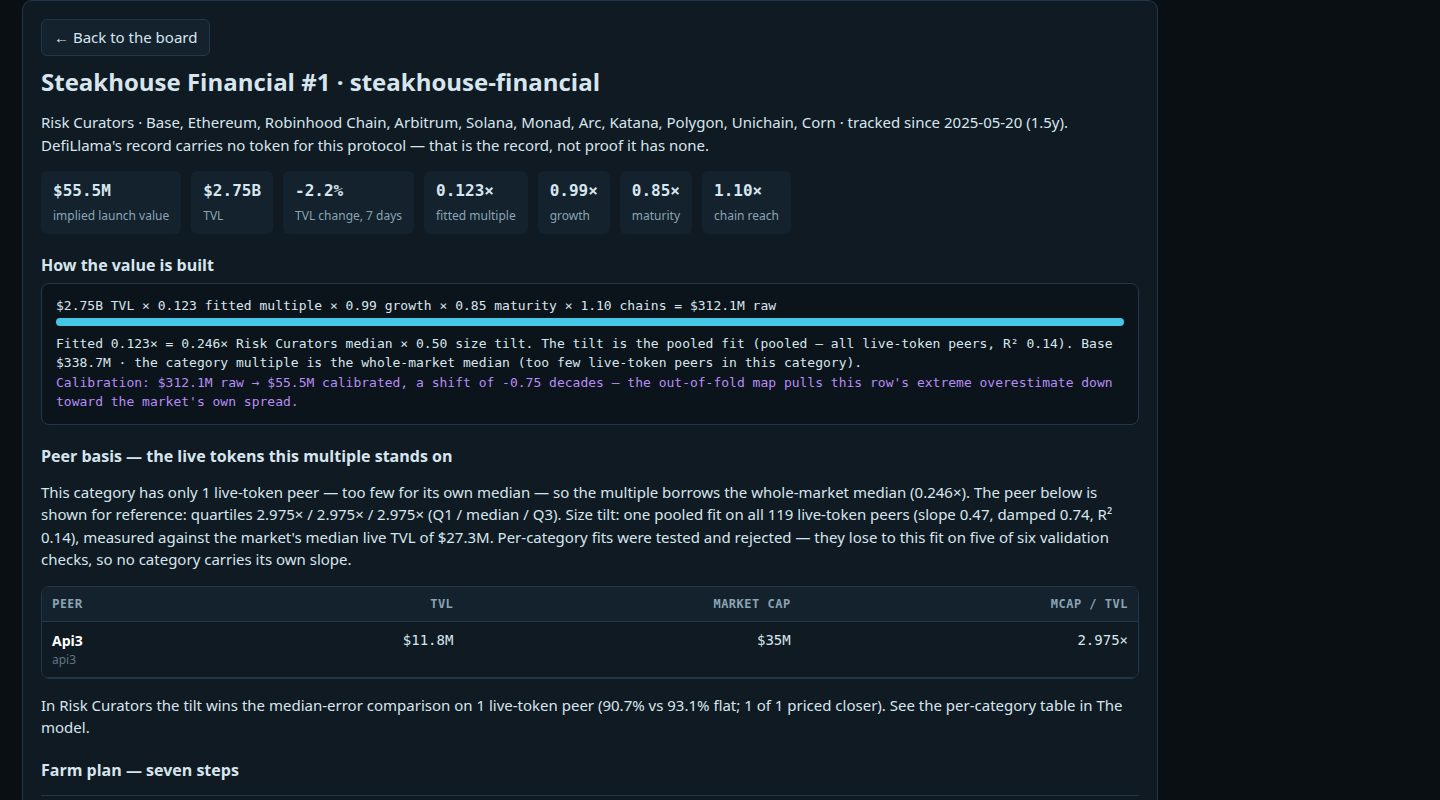 ← Back to the board
Steakhouse Financial #1 · steakhouse-financial
Risk Curators · Base, Ethereum, Robinhood Chain, Arbitrum, Solana, Monad, Arc, Katana, Polygon, Unichain, Corn · tracked since 2025-05-20 (1.5y).
DefiLlama's record carries no token for this protocol — that is the record, not proof it has none.
$55.5M
implied launch value
$2.75B
TVL
-2.2%
TVL change, 7 days
0.123×
fitted multiple
0.99×
growth
0.85×
maturity
1.10×
chain reach
How the value is built
$2.75B TVL × 0.123 fitted multiple × 0.99 growth × 0.85 maturity × 1.10 chains = $312.1M raw
Fitted 0.123× = 0.246× Risk Curators median × 0.50 size tilt. The tilt is the pooled fit (pooled — all live-token peers, R² 0.14). Base
$338.7M · the category multiple is the whole-market median (too few live-token peers in this category).
Calibration: $312.1M raw → $55.5M calibrated, a shift of -0.75 decades — the out-of-fold map pulls this row's extreme overestimate down
toward the market's own spread.
Peer basis — the live tokens this multiple stands on
This category has only 1 live-token peer — too few for its own median — so the multiple borrows the whole-market median (0.246×). The peer below is
shown for reference: quartiles 2.975× / 2.975× / 2.975× (Q1 / median / Q3). Size tilt: one pooled fit on all 119 live-token peers (slope 0.47, damped 0.74, R²
0.14), measured against the market's median live TVL of $27.3M. Per-category fits were tested and rejected — they lose to this fit on five of six validation
checks, so no category carries its own slope.
PEER TVL MARKET CAP MCAP / TVL
Api3 $11.8M $35M 2.975×
api3
In Risk Curators the tilt wins the median-error comparison on 1 live-token peer (90.7% vs 93.1% flat; 1 of 1 priced closer). See the per-category table in The
model.
Farm plan — seven steps